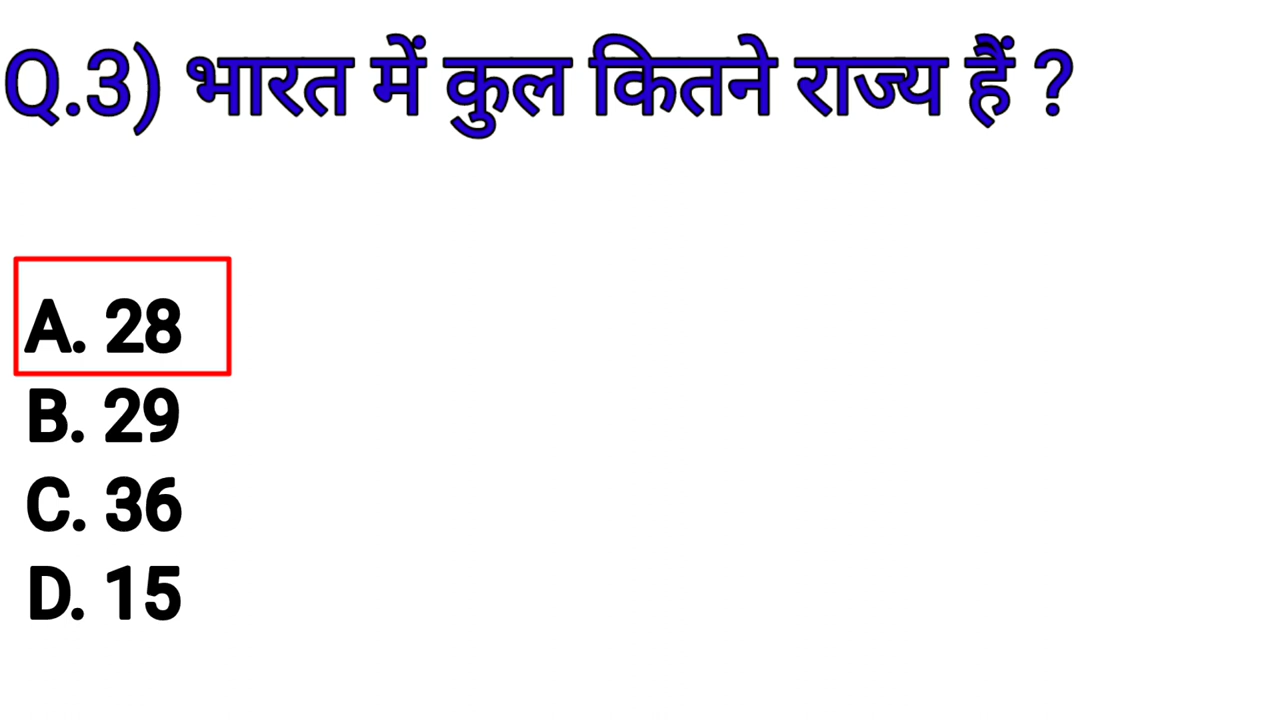 Q.3) भारत में कुल कितने राज्य हैं ?
A. 28
B. 29
C. 36
D. 15